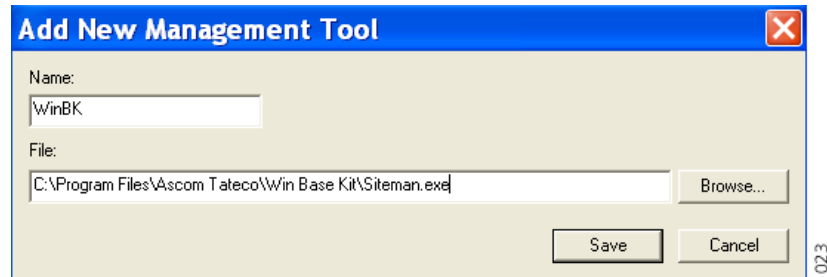 Add New Management Tool
Name:
WinBK
File:
C:\Program Files\Ascom Tateco\Win Base Kit\Siteman.exe
Browse...
Save
Cancel
023